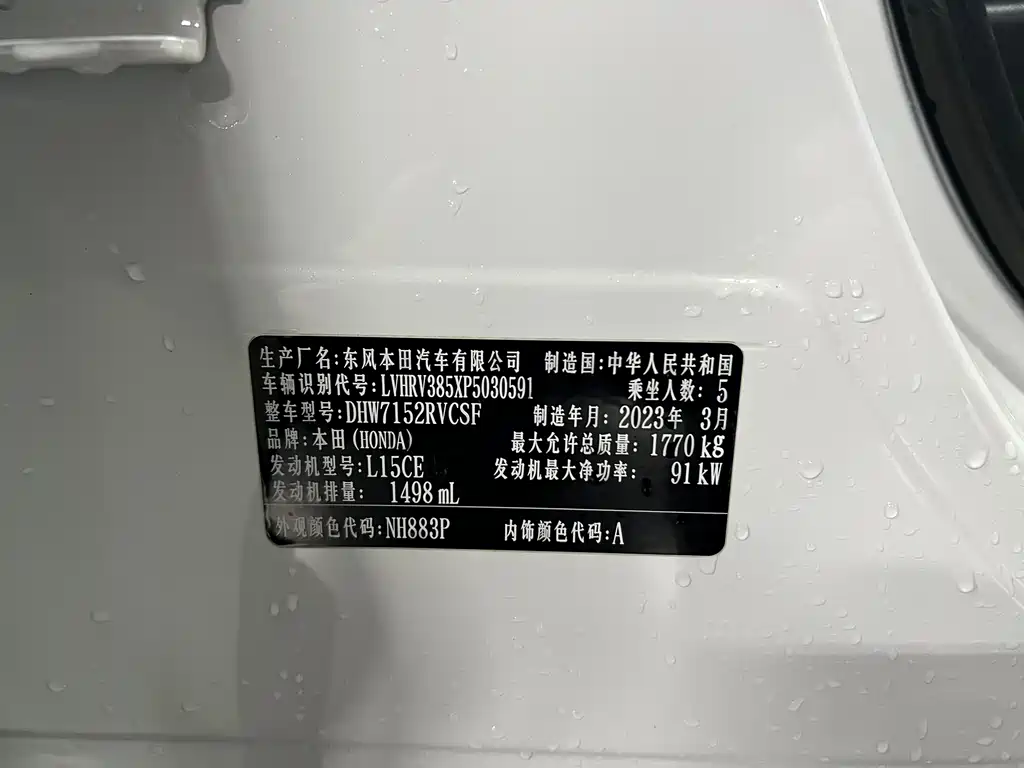 生产厂名:东风本田汽车有限公司 制造国:中华人民共和国
车辆识别代号:LVHRV385XP5030591 乘坐人数: 5
整车型号:DHW7152RVCSF 制造年月: 2023年 3月
品牌:本田(HONDA) 最大允许总质量: 1770 kg
发动机型号:L15CE 发动机最大净功率: 91 kW
发动机排量: 1498 mL
外观颜色代码:NH883P 内饰颜色代码:A